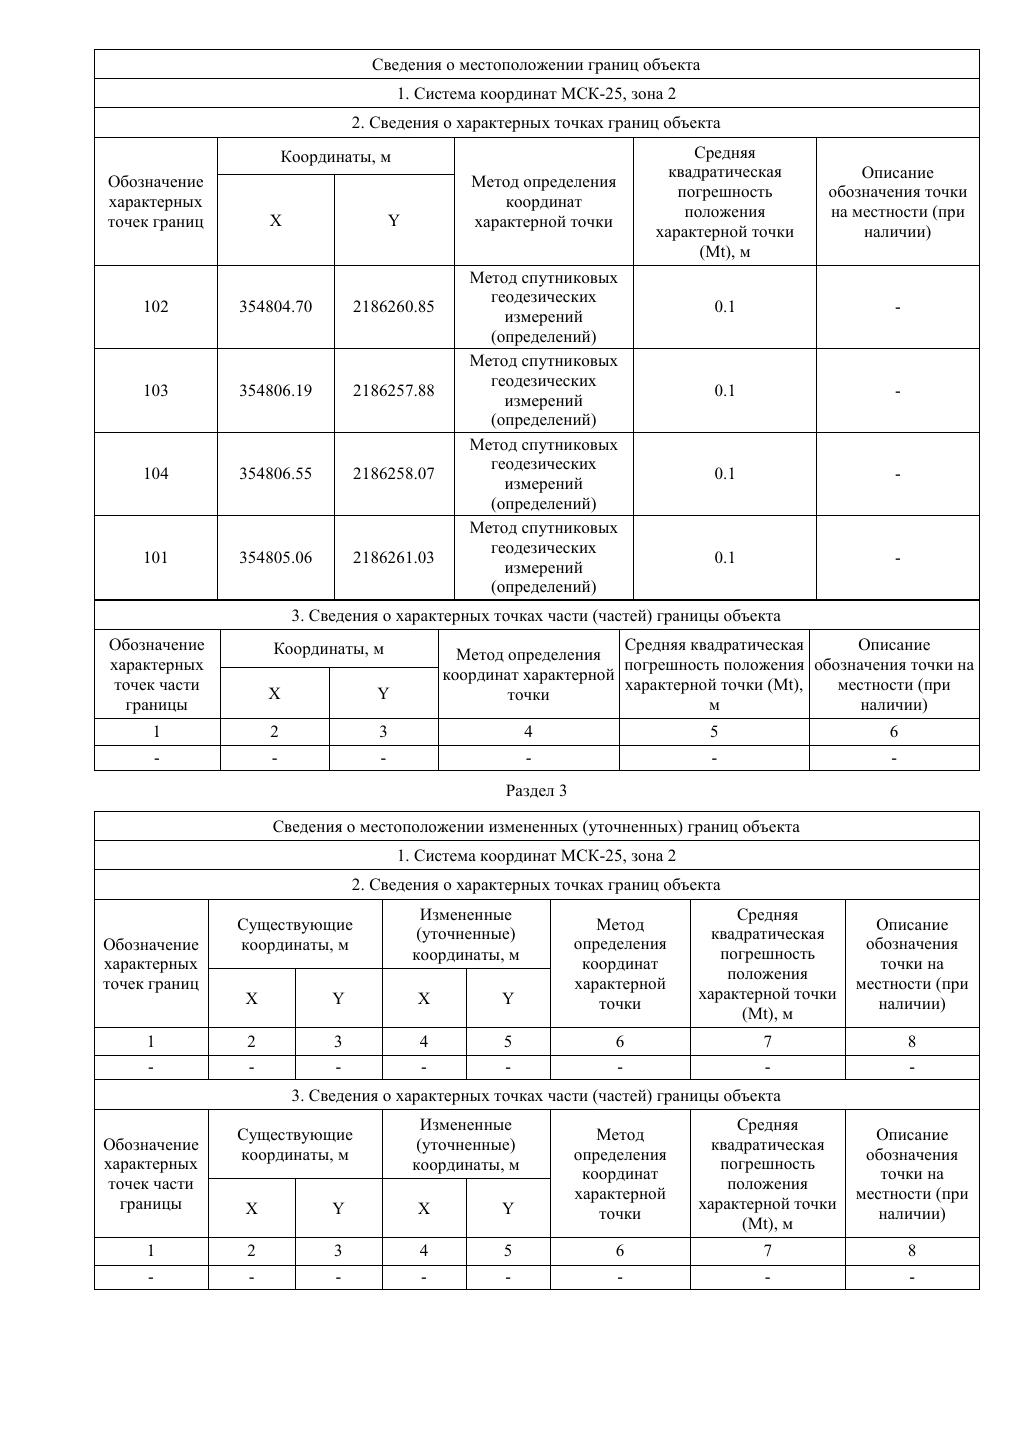 Сведения о местоположении границ объекта
1. Система координат МСК-25, зона 2
2. Сведения о характерных точках границ объекта
Обозначение
характерных
точек границ
Координаты, м
X
Y
Метод определения
координат
характерной точки
Средняя
квадратическая
погрешность
положения
характерной точки
(Mt), м
Описание
обозначения точки
на местности (при
наличии)
102
354804.70
2186260.85
Метод спутниковых
геодезических
измерений
(определений)
0.1
-
103
354806.19
2186257.88
Метод спутниковых
геодезических
измерений
(определений)
0.1
-
104
354806.55
2186258.07
Метод спутниковых
геодезических
измерений
(определений)
0.1
-
101
354805.06
2186261.03
Метод спутниковых
геодезических
измерений
(определений)
0.1
-
3. Сведения о характерных точках части (частей) границы объекта
Обозначение
характерных
точек части
границы
Координаты, м
X
Y
Метод определения
координат характерной
точки
Средняя квадратическая
погрешность положения
характерной точки (Mt),
м
Описание
обозначения точки на
местности (при
наличии)
1 2 3 4 5 6
- - - - - -
Раздел 3
Сведения о местоположении измененных (уточненных) границ объекта
1. Система координат МСК-25, зона 2
2. Сведения о характерных точках границ объекта
Обозначение
характерных
точек границ
Существующие
координаты, м
X
Y
Измененные
(уточненные)
координаты, м
X
Y
Метод
определения
координат
характерной
точки
Средняя
квадратическая
погрешность
положения
характерной точки
(Mt), м
Описание
обозначения
точки на
местности (при
наличии)
1 2 3 4 5 6 7 8
- - - - - - - -
3. Сведения о характерных точках части (частей) границы объекта
Обозначение
характерных
точек части
границы
Существующие
координаты, м
X
Y
Измененные
(уточненные)
координаты, м
X
Y
Метод
определения
координат
характерной
точки
Средняя
квадратическая
погрешность
положения
характерной точки
(Mt), м
Описание
обозначения
точки на
местности (при
наличии)
1 2 3 4 5 6 7 8
- - - - - - - -